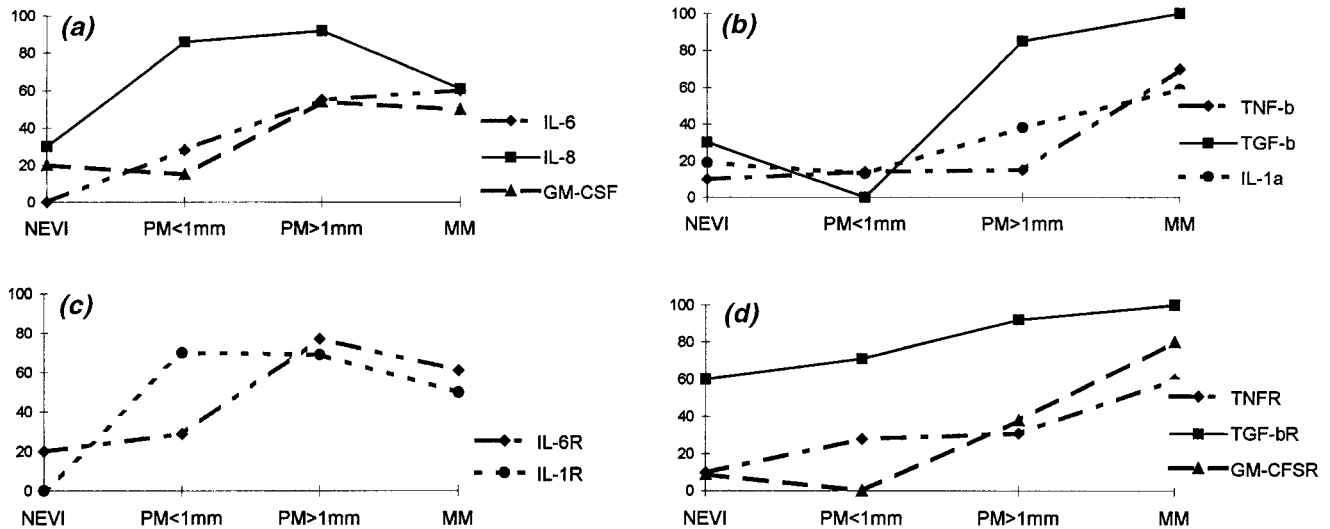 (a)
100
80
60
40
20
0
NEVI PM<1mm PM>1mm MM
IL-6
IL-8
GM-CSF
(b)
100
80
60
40
20
0
NEVI PM<1mm PM>1mm MM
TNF-b
TGF-b
IL-1a
(c)
100
80
60
40
20
0
NEVI PM<1mm PM>1mm MM
IL-6R
IL-1R
(d)
100
80
60
40
20
0
NEVI PM<1mm PM>1mm MM
TNFR
TGF-bR
GM-CFSR